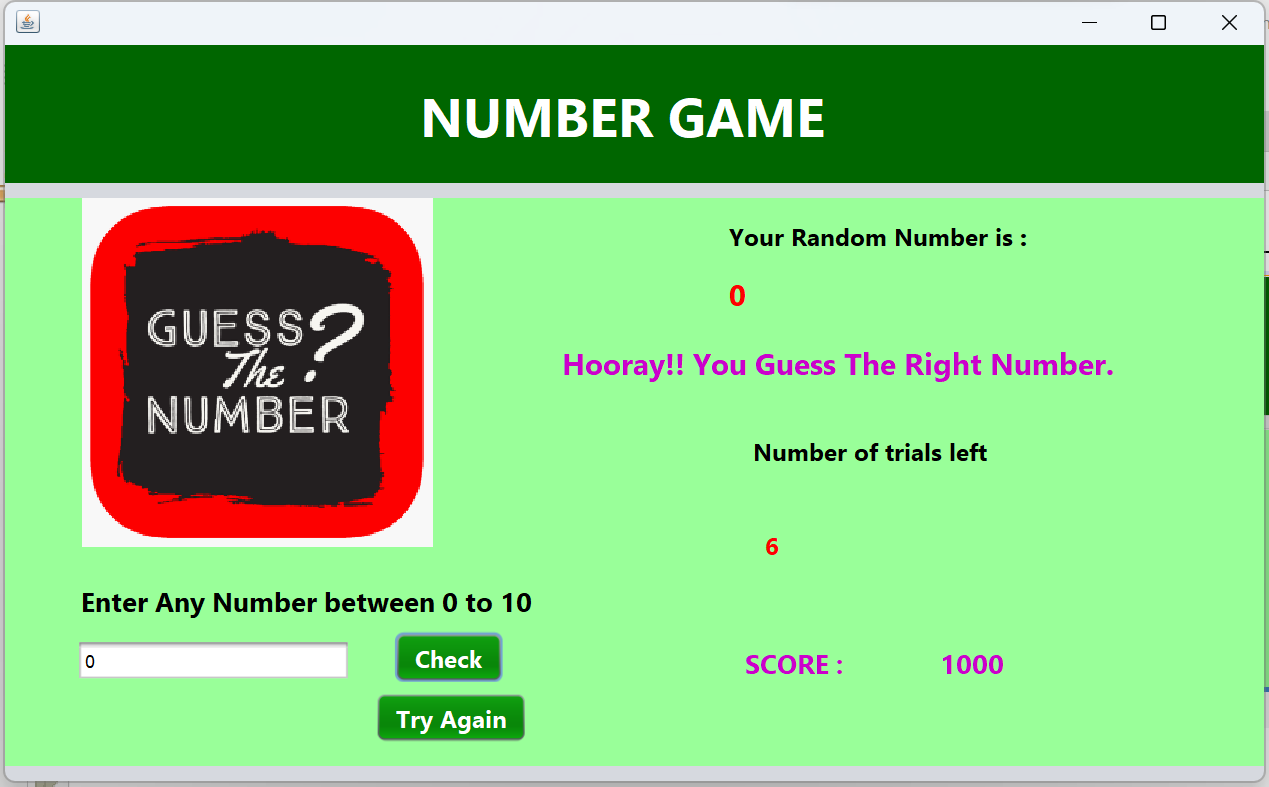 NUMBER GAME
GUESS ?
The
NUMBER
Your Random Number is :
0
Hooray!! You Guess The Right Number.
Number of trials left
6
Enter Any Number between 0 to 10
0
Check
Try Again
SCORE : 1000